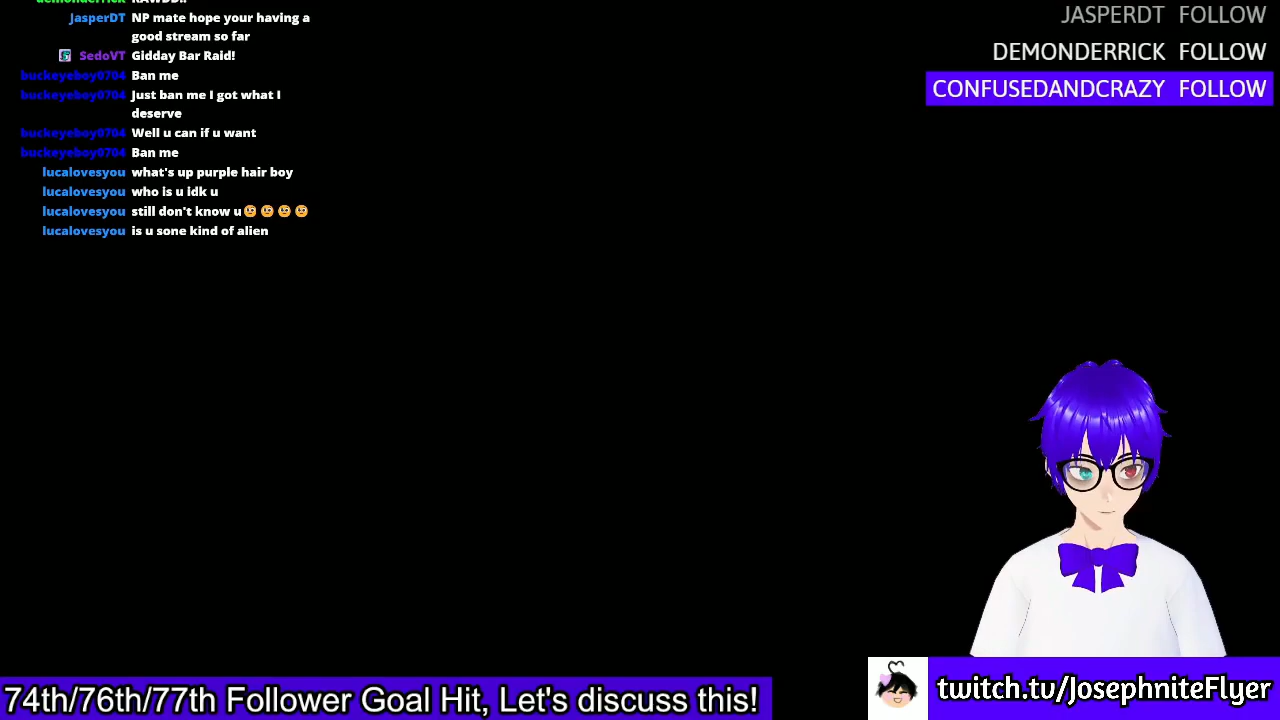 demonderrick RAWDD!!
JasperDT NP mate hope your having a
good stream so far
SedoVT Gidday Bar Raid!
buckeyeboy0704 Ban me
buckeyeboy0704 Just ban me I got what I
deserve
buckeyeboy0704 Well u can if u want
buckeyeboy0704 Ban me
lucalovesyou what's up purple hair boy
lucalovesyou who is u idk u
lucalovesyou still don't know u🤨 🤨 🤨 🤨
lucalovesyou is u sone kind of alien
JASPERDT FOLLOW
DEMONDERRICK FOLLOW
CONFUSEDANDCRAZY FOLLOW
74th/76th/77th Follower Goal Hit, Let's discuss this!
twitch.tv/JosephniteFlyer